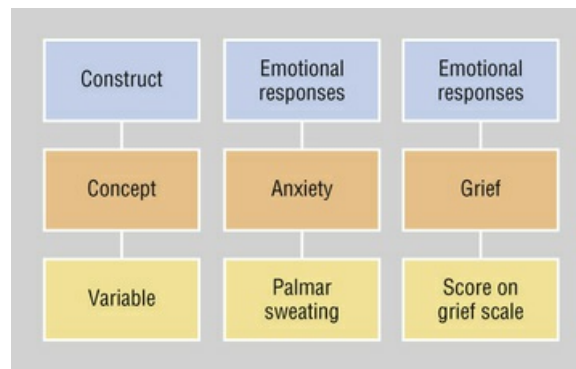 Construct
Emotional
responses
Emotional
responses
Concept
Anxiety
Grief
Variable
Palmar
sweating
Score on
grief scale